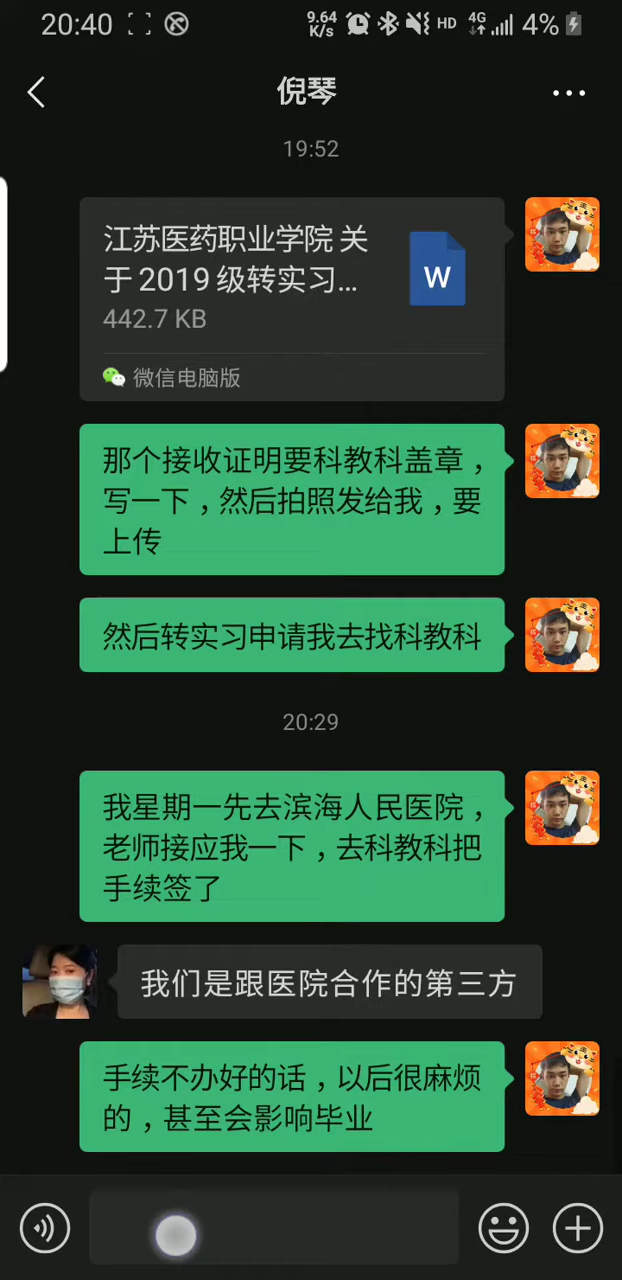 20:40
9.64
K/s
HD
4G
4%
倪琴
19:52
江苏医药职业学院 关
于 2019 级转实习...
W
442.7 KB
微信电脑版
那个接收证明要科教科盖章，
写一下，然后拍照发给我，要
上传
然后转实习申请我去找科教科
20:29
我星期一先去滨海人民医院，
老师接应我一下，去科教科把
手续签了
我们是跟医院合作的第三方
手续不办好的话，以后很麻烦
的，甚至会影响毕业